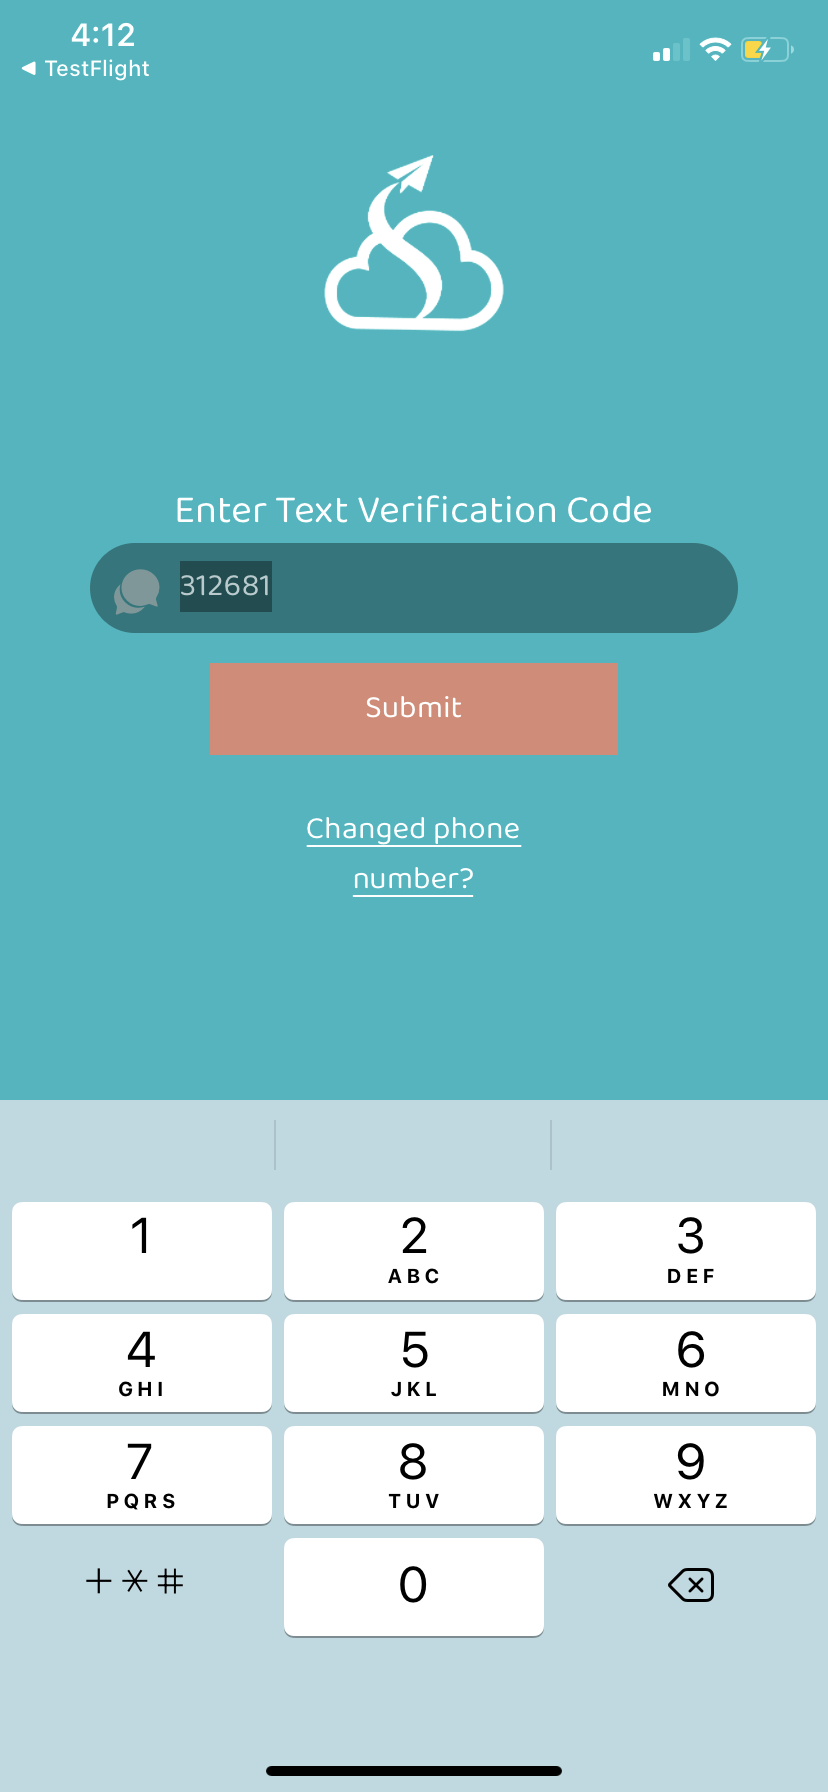 4:12
◀ TestFlight
Enter Text Verification Code
312681
Submit
Changed phone
number?
1
2
ABC
3
DEF
4
GHI
5
JKL
6
MNO
7
PQRS
8
TUV
9
WXYZ
+*#
0